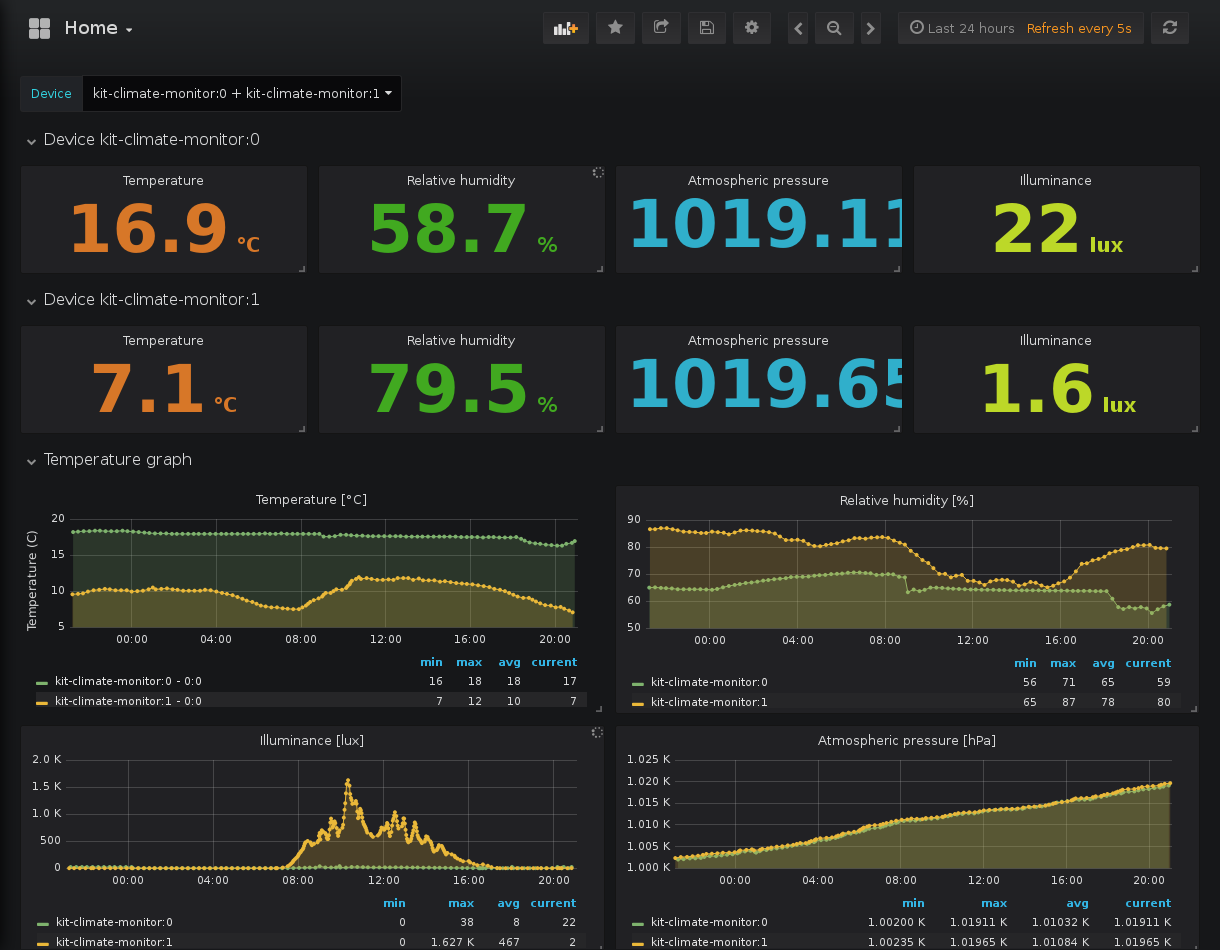 Home
Last 24 hours Refresh every 5s
Device kit-climate-monitor:0 + kit-climate-monitor:1
Device kit-climate-monitor:0
Temperature Relative humidity Atmospheric pressure Illuminance
16.9 °C 58.7 % 1019.11 22 lux
Device kit-climate-monitor:1
Temperature Relative humidity Atmospheric pressure Illuminance
7.1 °C 79.5 % 1019.65 1.6 lux
Temperature graph
Temperature [°C]
Temperature (C)
20
15
10
5
00:00 04:00 08:00 12:00 16:00 20:00
min max avg current
kit-climate-monitor:0 - 0:0 16 18 18 17
kit-climate-monitor:1 - 0:0 7 12 10 7
Relative humidity [%]
90
80
70
60
50
00:00 04:00 08:00 12:00 16:00 20:00
min max avg current
kit-climate-monitor:0 56 71 65 59
kit-climate-monitor:1 65 87 78 80
Illuminance [lux]
2.0 K
1.5 K
1.0 K
500
0
00:00 04:00 08:00 12:00 16:00 20:00
min max avg current
kit-climate-monitor:0 0 38 8 22
kit-climate-monitor:1 0 1.627 K 467 2
Atmospheric pressure [hPa]
1.025 K
1.020 K
1.015 K
1.010 K
1.005 K
1.000 K
00:00 04:00 08:00 12:00 16:00 20:00
min max avg current
kit-climate-monitor:0 1.00200 K 1.01911 K 1.01032 K 1.01911 K
kit-climate-monitor:1 1.00235 K 1.01965 K 1.01084 K 1.01965 K